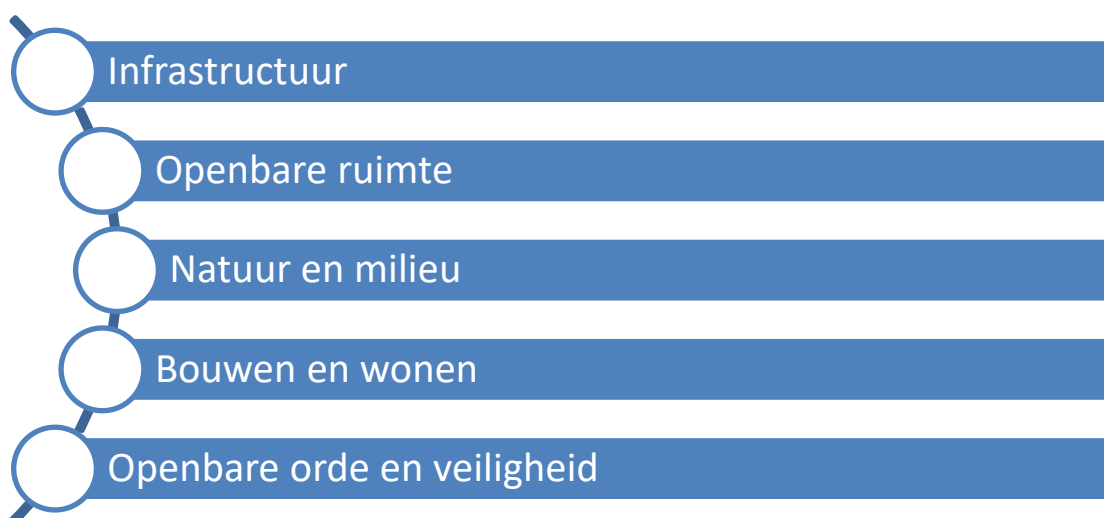 Infrastructuur
Openbare ruimte
Natuur en milieu
Bouwen en wonen
Openbare orde en veiligheid